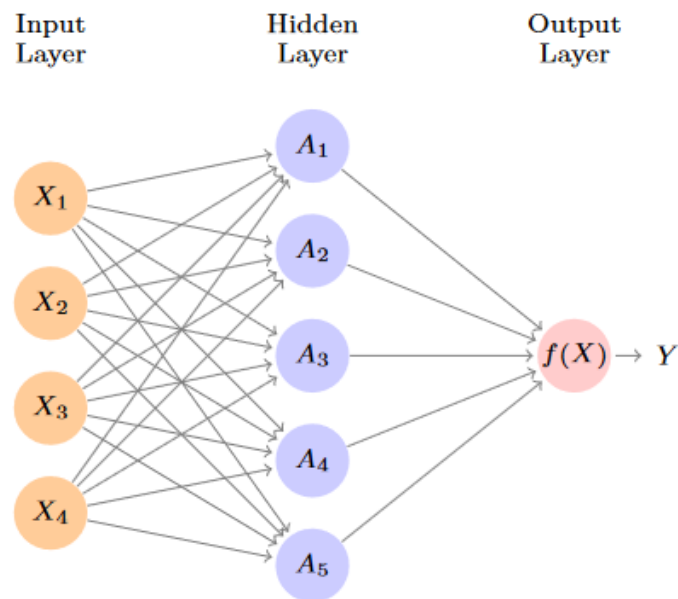 Input
Layer
Hidden
Layer
Output
Layer
X₁
X₂
X₃
X₄
A₁
A₂
A₃
A₄
A₅
f(X)
Y